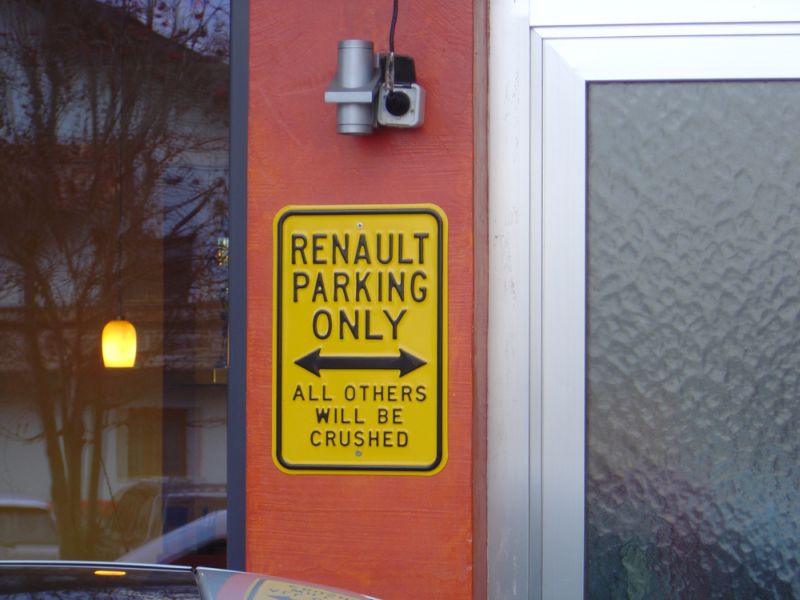 RENAULT
PARKING
ONLY
ALL OTHERS
WILL BE
CRUSHED